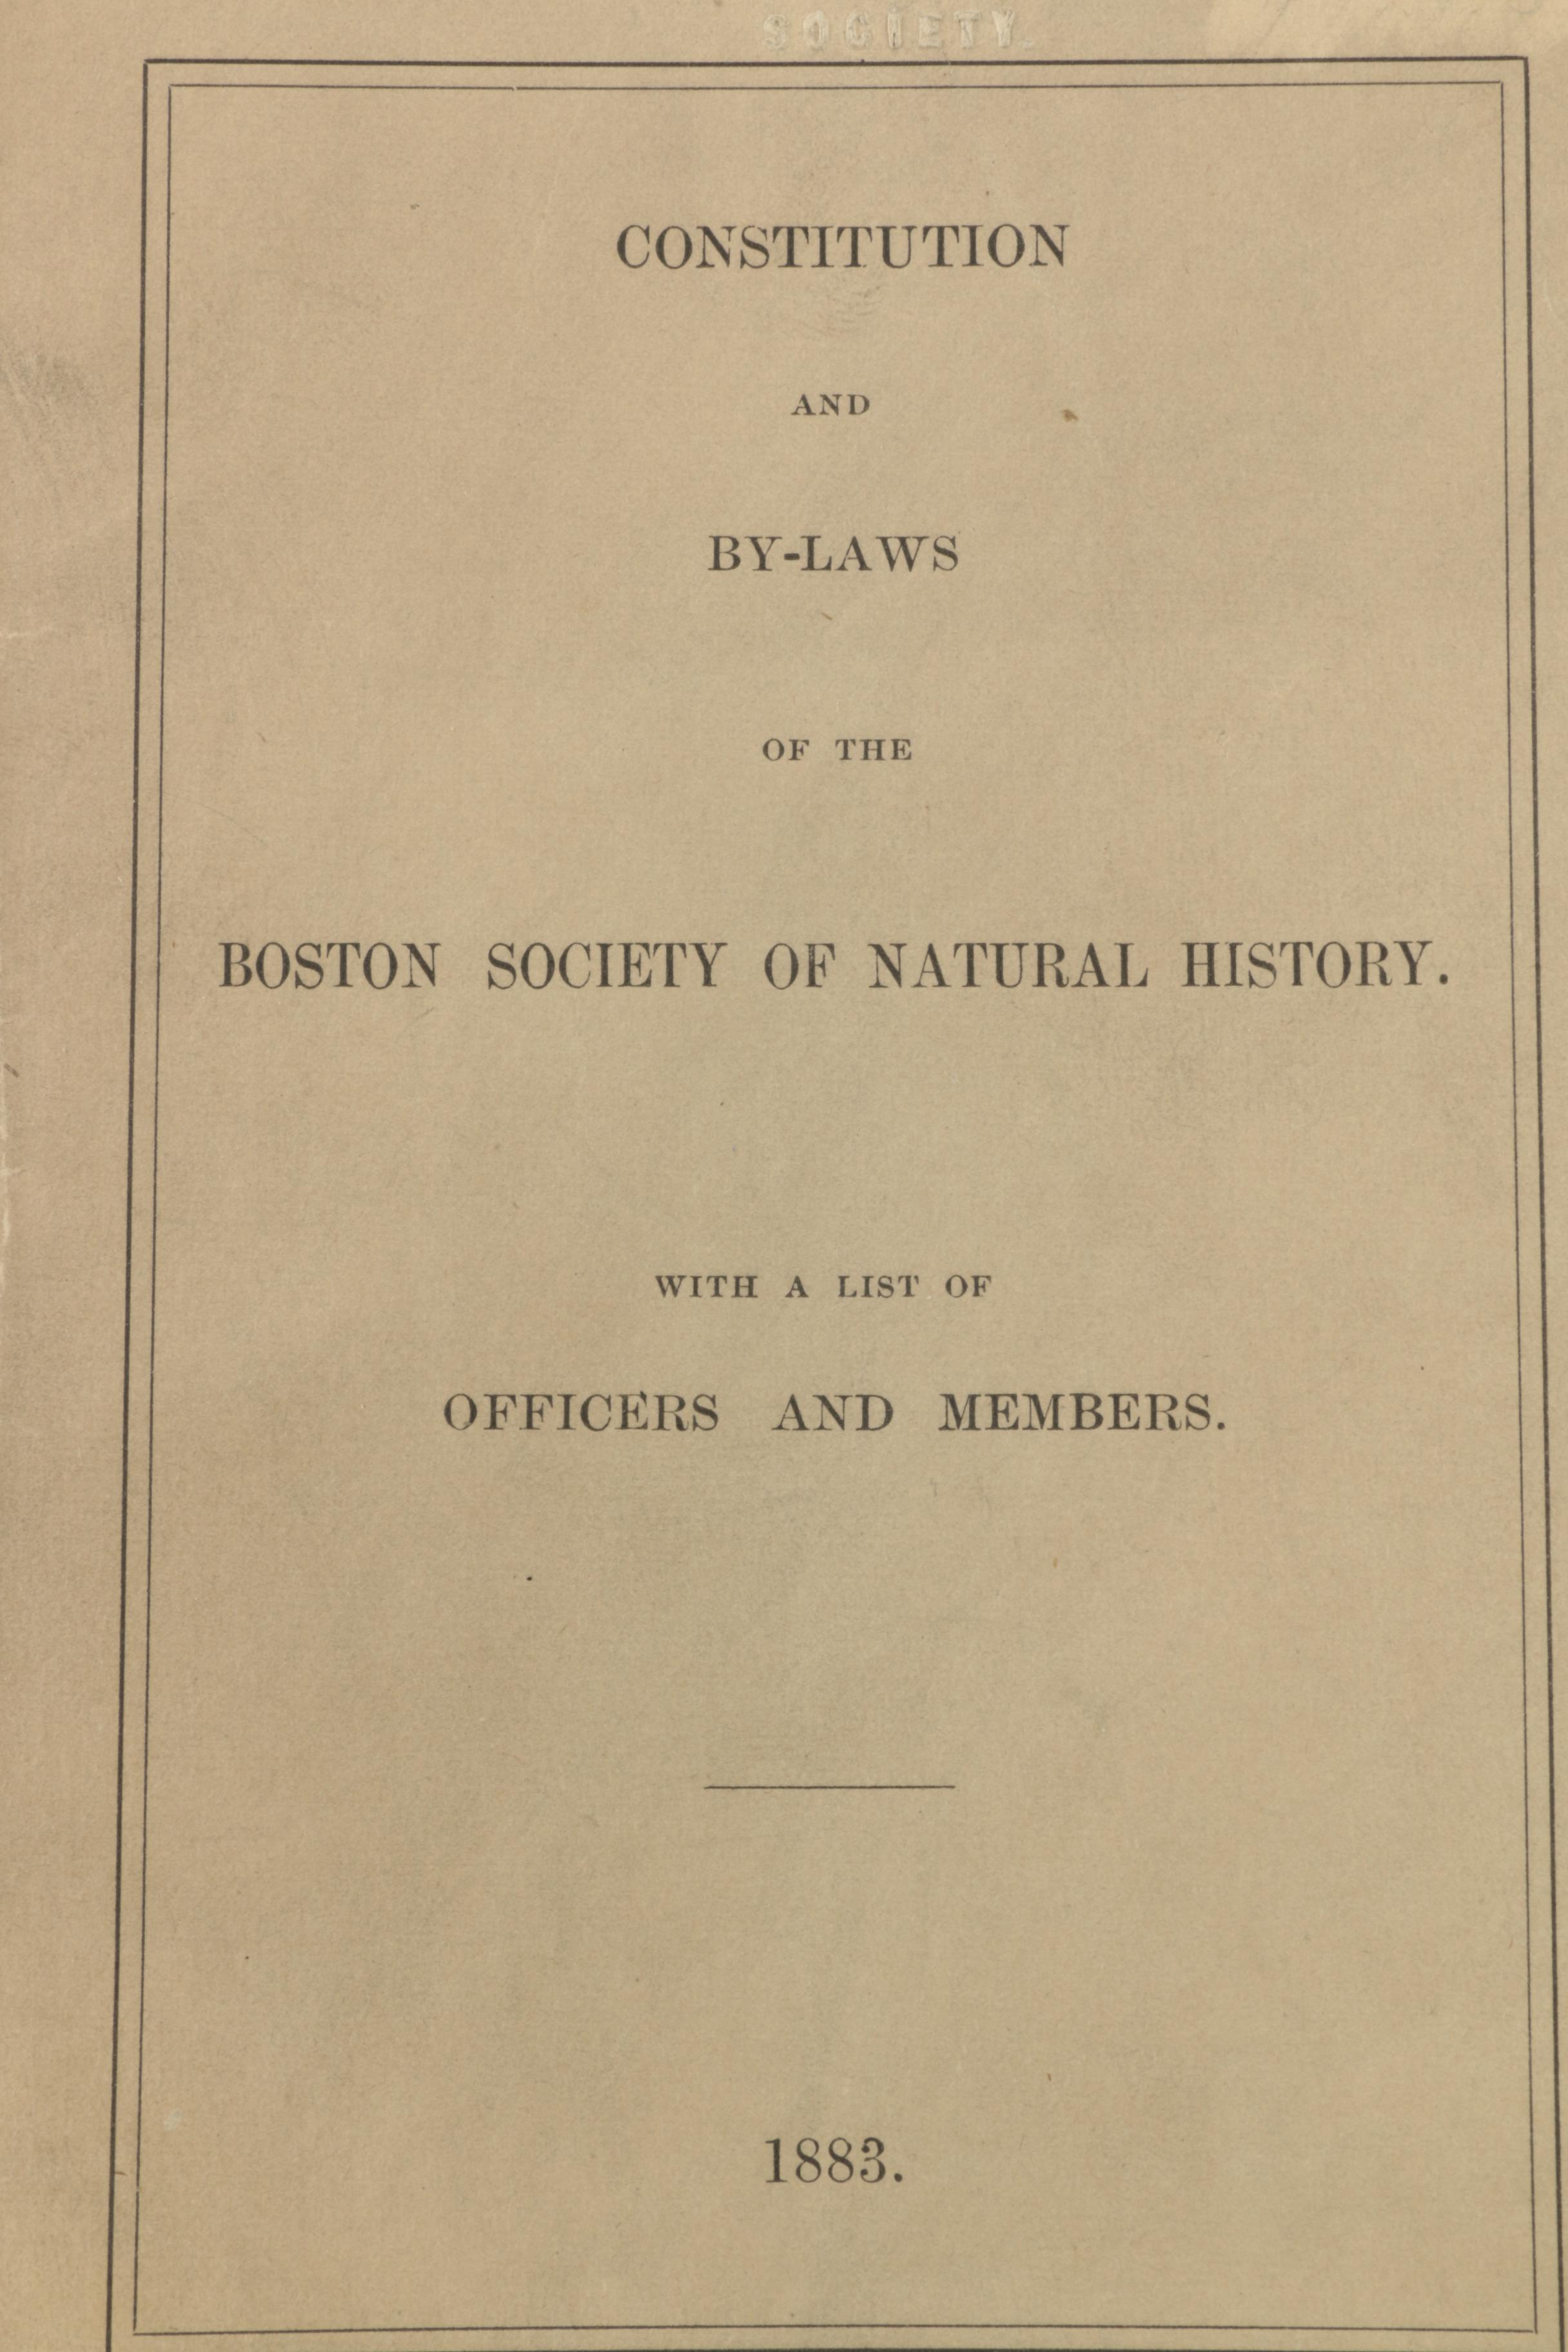 SOCIETY.
CONSTITUTION
AND
BY-LAWS
OF THE
BOSTON SOCIETY OF NATURAL HISTORY.
WITH A LIST OF
OFFICERS AND MEMBERS.
1883.